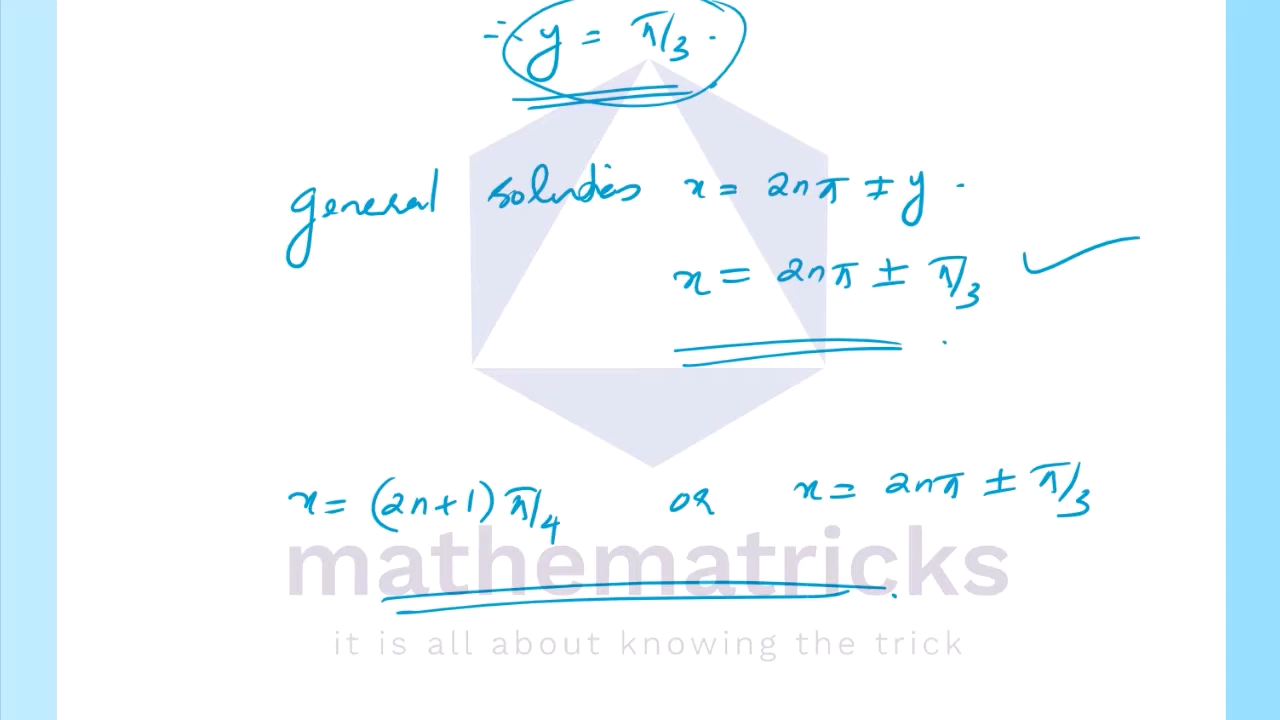 ∴ y = π/3.
general solution x = 2nπ ± y.
x = 2nπ ± π/3
x = (2n+1)π/4 or x = 2nπ ± π/3
mathematricks
it is all about knowing the trick